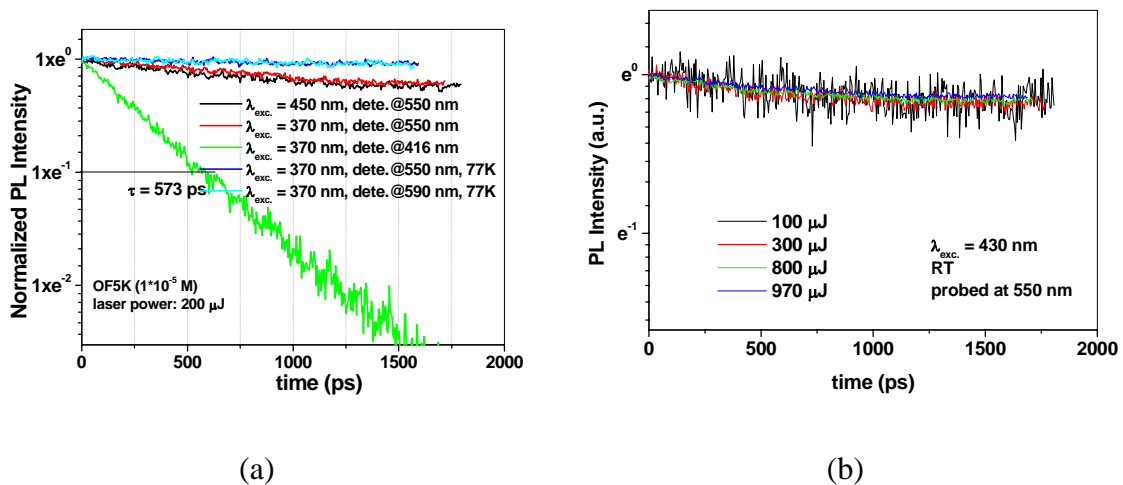 Normalized PL Intensity
1xe⁰
1xe⁻¹
1xe⁻²
λexc. = 450 nm, dete.@550 nm
λexc. = 370 nm, dete.@550 nm
λexc. = 370 nm, dete.@416 nm
λexc. = 370 nm, dete.@550 nm, 77K
λexc. = 370 nm, dete.@590 nm, 77K
τ = 573 ps
OF5K (1*10⁻⁵ M)
laser power: 200 μJ
0 500 1000 1500 2000
time (ps)
(a)
PL Intensity (a.u.)
e⁰
e⁻¹
100 μJ
300 μJ
800 μJ
970 μJ
λexc. = 430 nm
RT
probed at 550 nm
0 500 1000 1500 2000
time (ps)
(b)